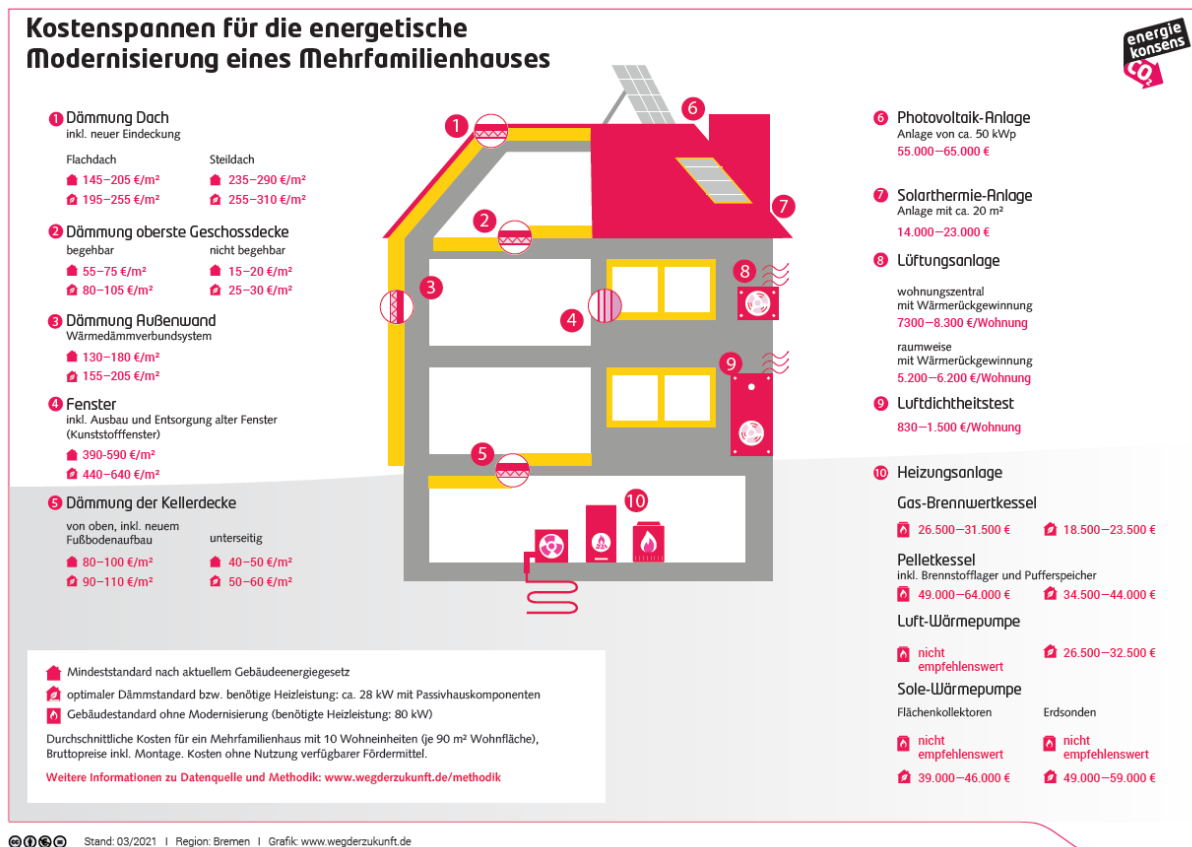 Kostenspannen für die energetische
Modernisierung eines Mehrfamilienhauses
energie
konsens
CO₂
1 Dämmung Dach
inkl. neuer Eindeckung
Flachdach
145–205 €/m²
195–255 €/m²
Steildach
235–290 €/m²
255–310 €/m²
2 Dämmung oberste Geschossdecke
begehbar
55–75 €/m²
80–105 €/m²
nicht begehbar
15–20 €/m²
25–30 €/m²
3 Dämmung Außenwand
Wärmedämmverbundsystem
130–180 €/m²
155–205 €/m²
4 Fenster
inkl. Ausbau und Entsorgung alter Fenster
(Kunststofffenster)
390-590 €/m²
440–640 €/m²
5 Dämmung der Kellerdecke
von oben, inkl. neuem
Fußbodenaufbau
80–100 €/m²
90–110 €/m²
unterseitig
40–50 €/m²
50–60 €/m²
1
2
3
4
5
6
7
8
9
10
6 Photovoltaik-Anlage
Anlage von ca. 50 kWp
55.000–65.000 €
7 Solarthermie-Anlage
Anlage mit ca. 20 m²
14.000–23.000 €
8 Lüftungsanlage
wohnungszentral
mit Wärmerückgewinnung
7300–8.300 €/Wohnung
raumweise
mit Wärmerückgewinnung
5.200–6.200 €/Wohnung
9 Luftdichtheitstest
830–1.500 €/Wohnung
10 Heizungsanlage
Gas-Brennwertkessel
26.500–31.500 €
18.500–23.500 €
Pelletkessel
inkl. Brennstofflager und Pufferspeicher
49.000–64.000 €
34.500–44.000 €
Luft-Wärmepumpe
nicht
empfehlenswert
26.500–32.500 €
Sole-Wärmepumpe
Flächenkollektoren
nicht
empfehlenswert
39.000–46.000 €
Erdsonden
nicht
empfehlenswert
49.000–59.000 €
Mindeststandard nach aktuellem Gebäudeenergiegesetz
optimaler Dämmstandard bzw. benötige Heizleistung: ca. 28 kW mit Passivhauskomponenten
Gebäudestandard ohne Modernisierung (benötigte Heizleistung: 80 kW)
Durchschnittliche Kosten für ein Mehrfamilienhaus mit 10 Wohneinheiten (je 90 m² Wohnfläche),
Bruttopreise inkl. Montage. Kosten ohne Nutzung verfügbarer Fördermittel.
Weitere Informationen zu Datenquelle und Methodik: www.wegderzukunft.de/methodik
Stand: 03/2021 I Region: Bremen I Grafik: www.wegderzukunft.de